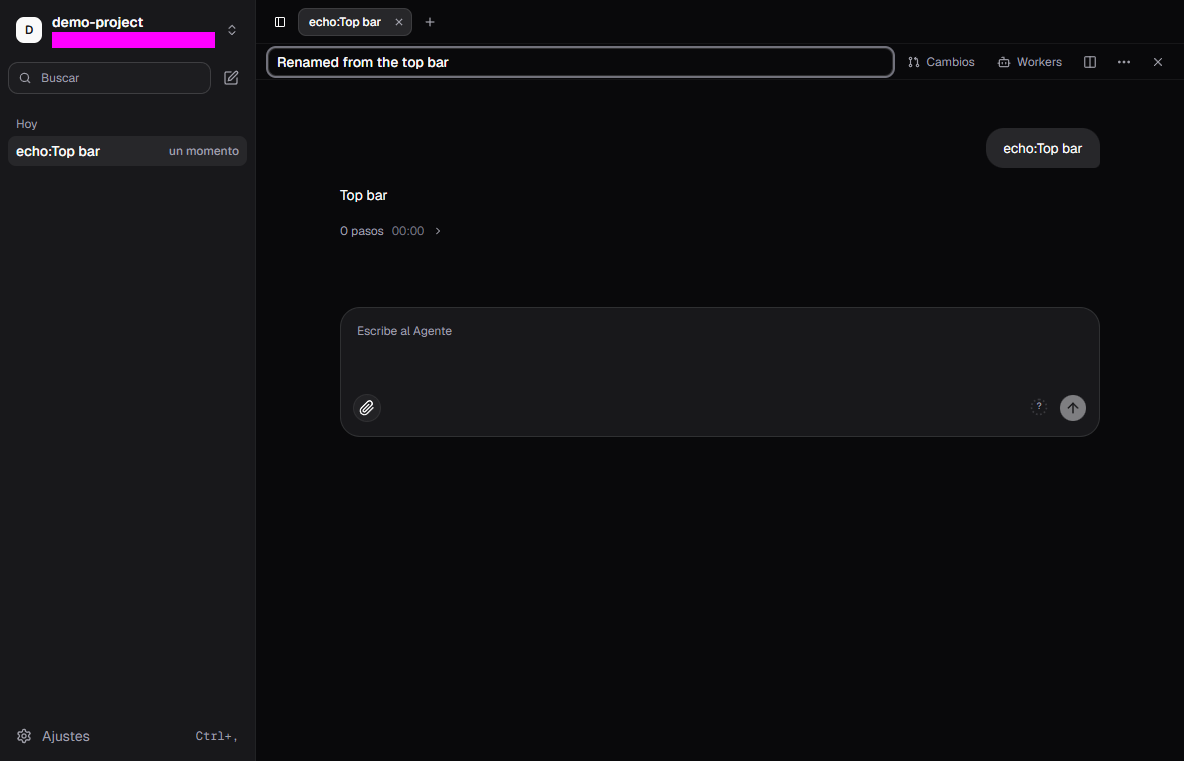 D
demo-project
Buscar
Hoy
echo:Top bar
un momento
Ajustes
Ctrl+,
echo:Top bar
Renamed from the top bar
Cambios
Workers
echo:Top bar
Top bar
0 pasos 00:00
Escribe al Agente
?